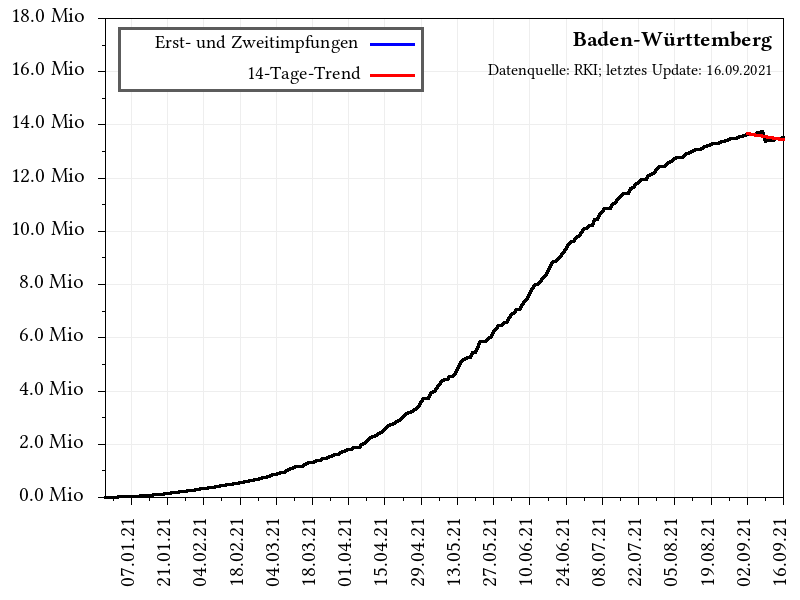 18.0 Mio
16.0 Mio
14.0 Mio
12.0 Mio
10.0 Mio
8.0 Mio
6.0 Mio
4.0 Mio
2.0 Mio
0.0 Mio
Erst- und Zweitimpfungen
14-Tage-Trend
Baden-Württemberg
Datenquelle: RKI; letztes Update: 16.09.2021
07.01.21
21.01.21
04.02.21
18.02.21
04.03.21
18.03.21
01.04.21
15.04.21
29.04.21
13.05.21
27.05.21
10.06.21
24.06.21
08.07.21
22.07.21
05.08.21
19.08.21
02.09.21
16.09.21